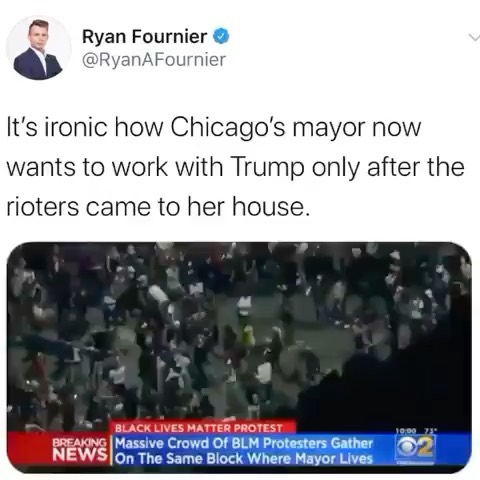 Ryan Fournier
@RyanAFournier
It's ironic how Chicago's mayor now
wants to work with Trump only after the
rioters came to her house.
BLACK LIVES MATTER PROTEST
10:00 73°
BREAKING NEWS
Massive Crowd Of BLM Protesters Gather
On The Same Block Where Mayor Lives
2